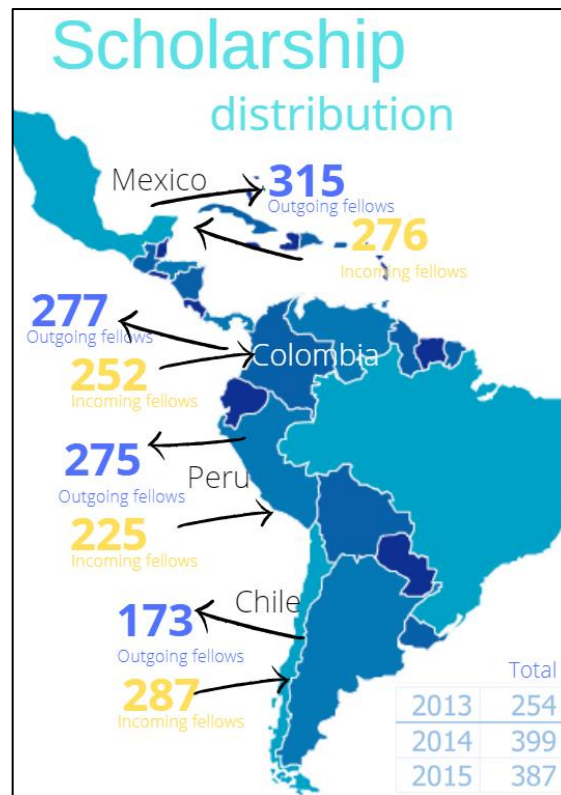 Scholarship
distribution
Mexico
315
Outgoing fellows
276
Incoming fellows
277
Outgoing fellows
Colombia
252
Incoming fellows
275
Outgoing fellows
Peru
225
Incoming fellows
Chile
173
Outgoing fellows
287
Incoming fellows
Total
2013 254
2014 399
2015 387